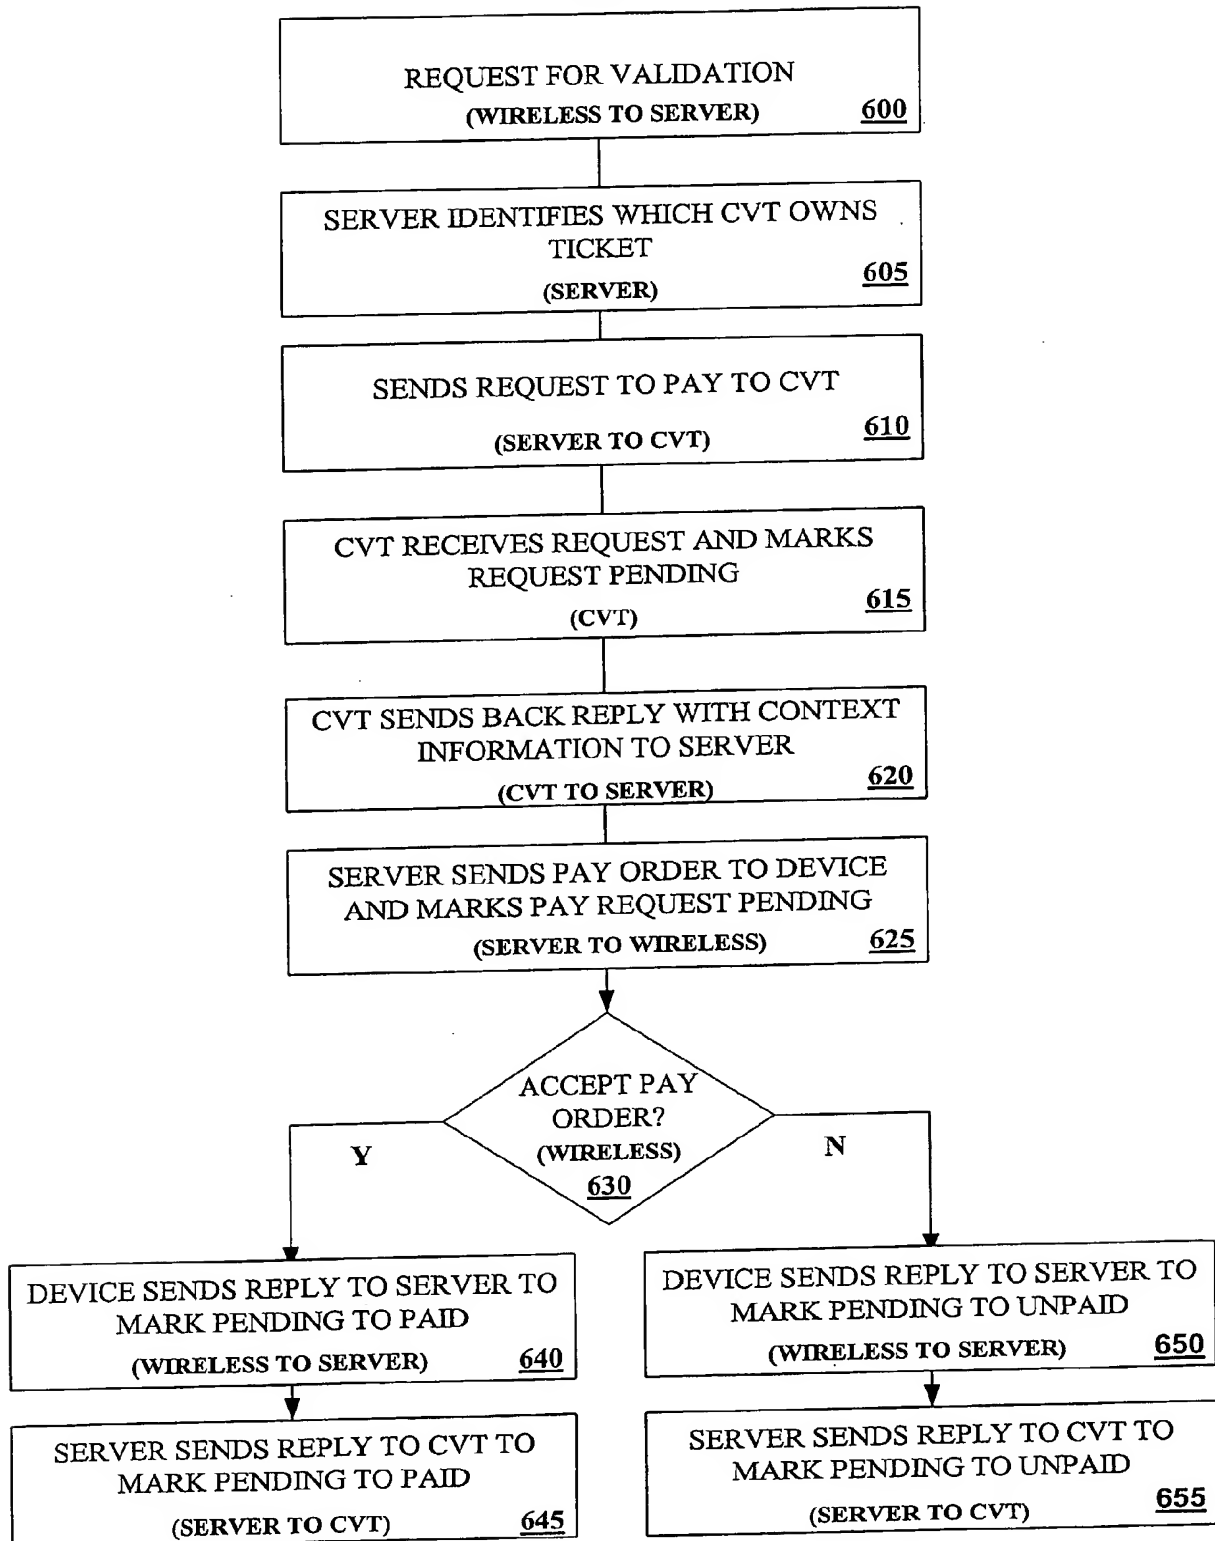 REQUEST FOR VALIDATION
(WIRELESS TO SERVER)
600
SERVER IDENTIFIES WHICH CVT OWNS
TICKET
(SERVER)
605
SENDS REQUEST TO PAY TO CVT
(SERVER TO CVT)
610
CVT RECEIVES REQUEST AND MARKS
REQUEST PENDING
(CVT)
615
CVT SENDS BACK REPLY WITH CONTEXT
INFORMATION TO SERVER
(CVT TO SERVER)
620
SERVER SENDS PAY ORDER TO DEVICE
AND MARKS PAY REQUEST PENDING
(SERVER TO WIRELESS)
625
ACCEPT PAY
ORDER?
(WIRELESS)
630
Y
N
DEVICE SENDS REPLY TO SERVER TO
MARK PENDING TO PAID
(WIRELESS TO SERVER)
640
DEVICE SENDS REPLY TO SERVER TO
MARK PENDING TO UNPAID
(WIRELESS TO SERVER)
650
SERVER SENDS REPLY TO CVT TO
MARK PENDING TO PAID
(SERVER TO CVT)
645
SERVER SENDS REPLY TO CVT TO
MARK PENDING TO UNPAID
(SERVER TO CVT)
655